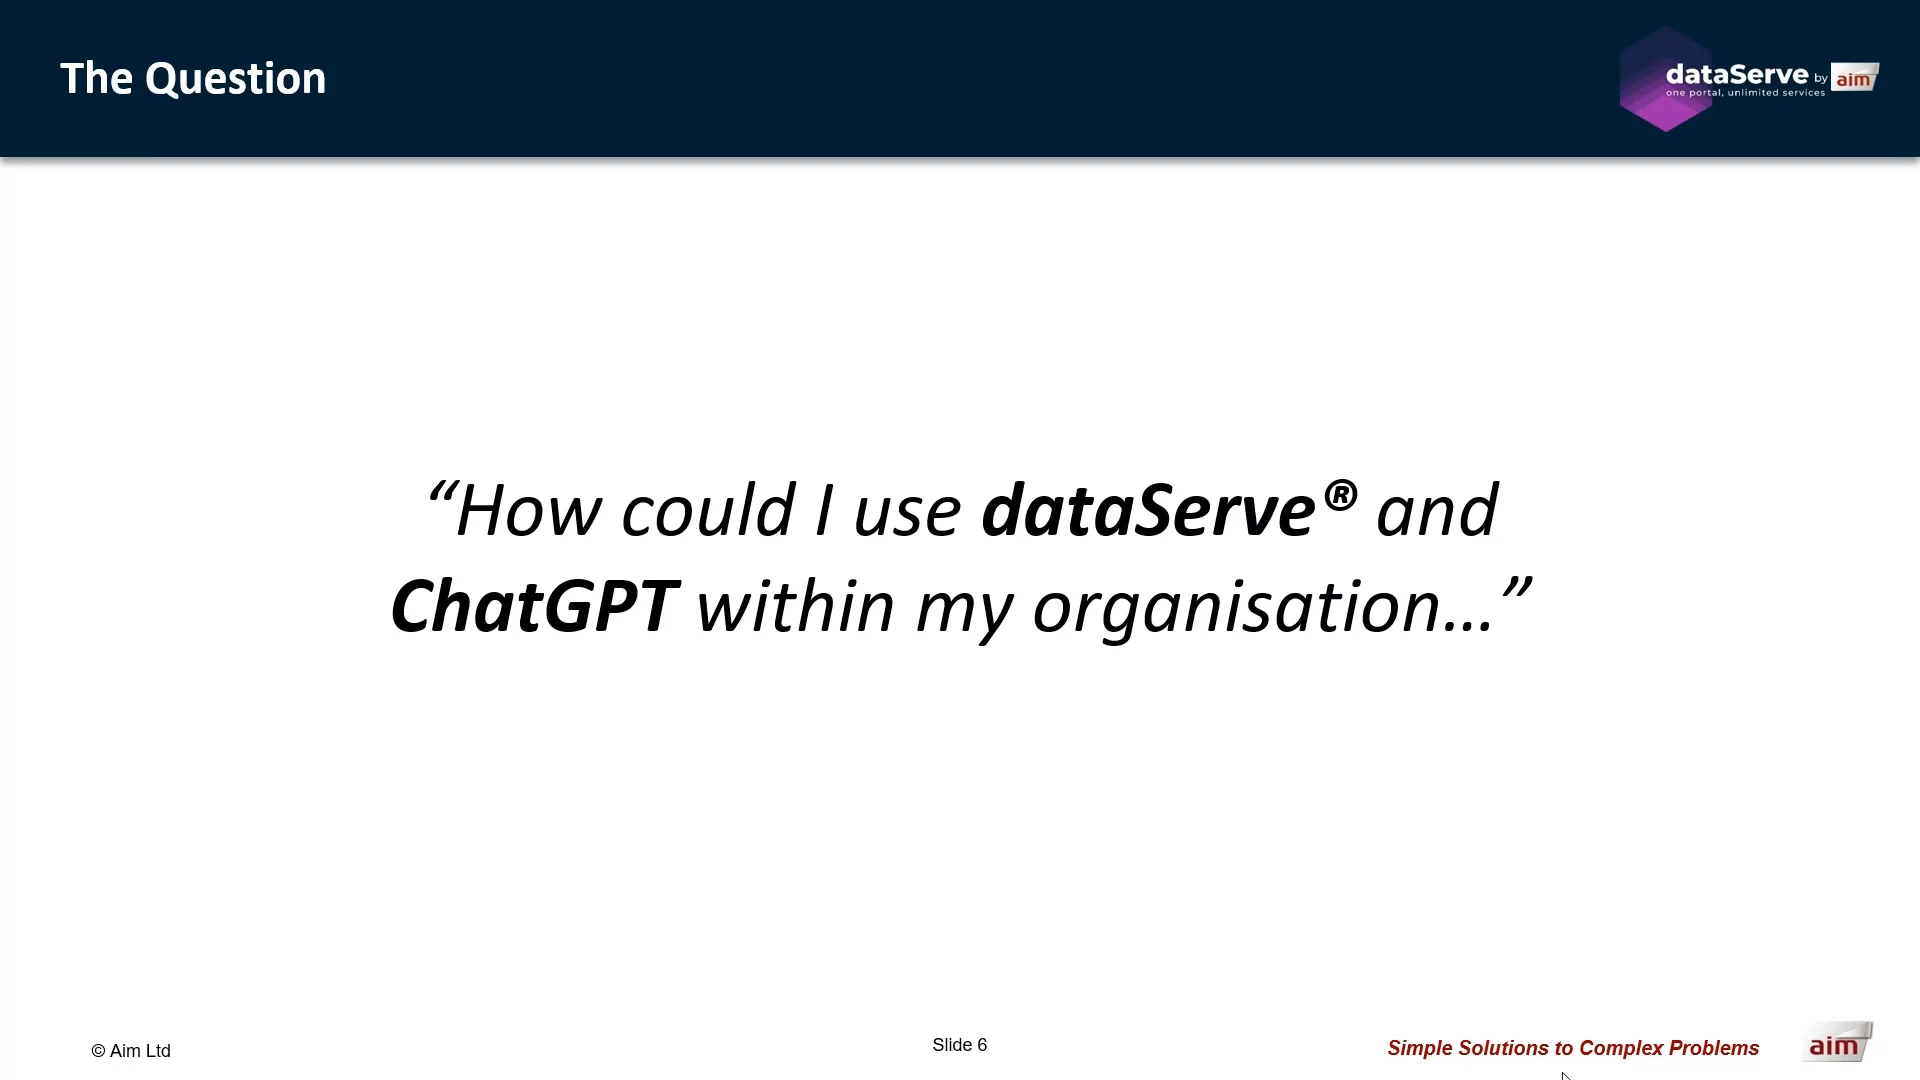 The Question
dataServe by aim
one portal, unlimited services
“How could I use dataServe® and
ChatGPT within my organisation...”
© Aim Ltd
Slide 6
Simple Solutions to Complex Problems
aim